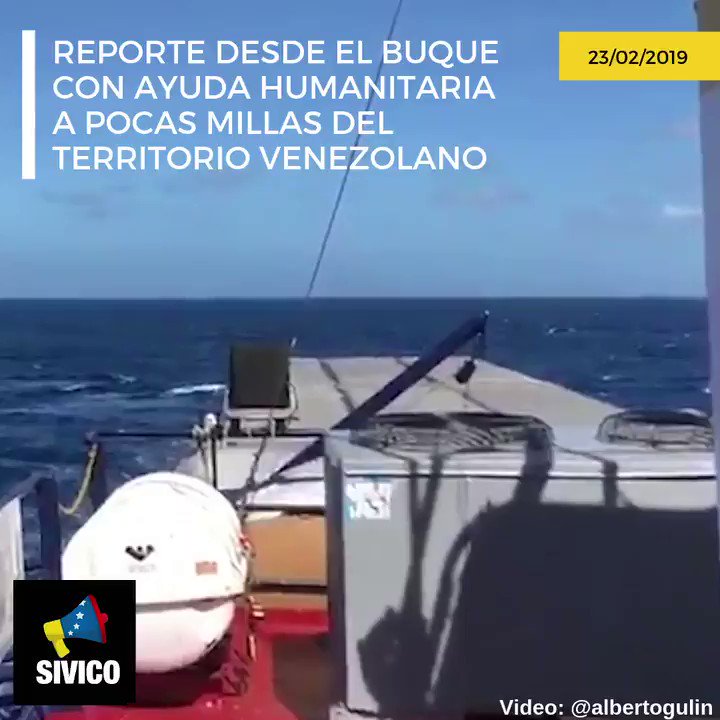 REPORTE DESDE EL BUQUE
CON AYUDA HUMANITARIA
A POCAS MILLAS DEL
TERRITORIO VENEZOLANO
23/02/2019
SIVICO
Video: @albertogulin